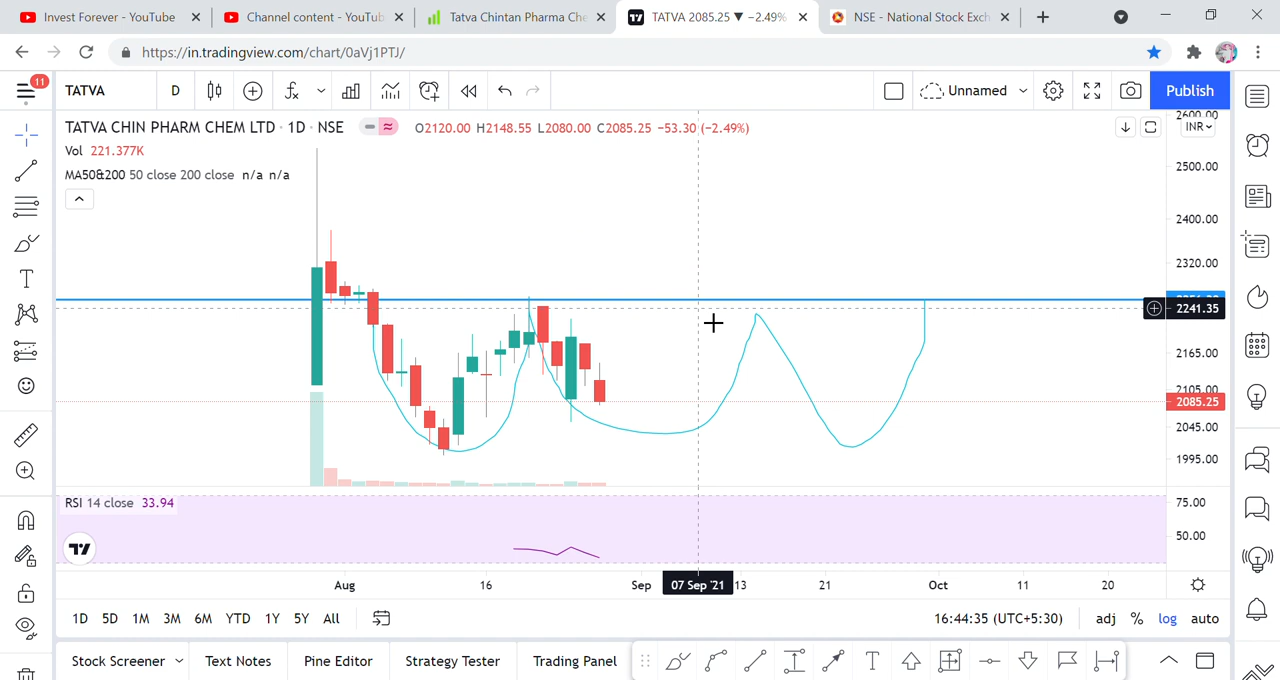 Invest Forever - YouTube
Channel content - YouTub
Tatva Chintan Pharma Che
TATVA 2085.25 ▼ −2.49%
NSE - National Stock Exch
https://in.tradingview.com/chart/0aVj1PTJ/
11
TATVA
D
Unnamed
Publish
TATVA CHIN PHARM CHEM LTD · 1D · NSE
O2120.00 H2148.55 L2080.00 C2085.25 −53.30 (−2.49%)
INR
Vol 221.377K
MA50&200 50 close 200 close n/a n/a
2600.00
2500.00
2400.00
2320.00
2241.35
2165.00
2105.00
2085.25
2045.00
1995.00
RSI 14 close 33.94
75.00
50.00
Aug
16
Sep
07 Sep '21
13
21
Oct
11
20
1D 5D 1M 3M 6M YTD 1Y 5Y All
16:44:35 (UTC+5:30)
adj % log auto
Stock Screener
Text Notes
Pine Editor
Strategy Tester
Trading Panel